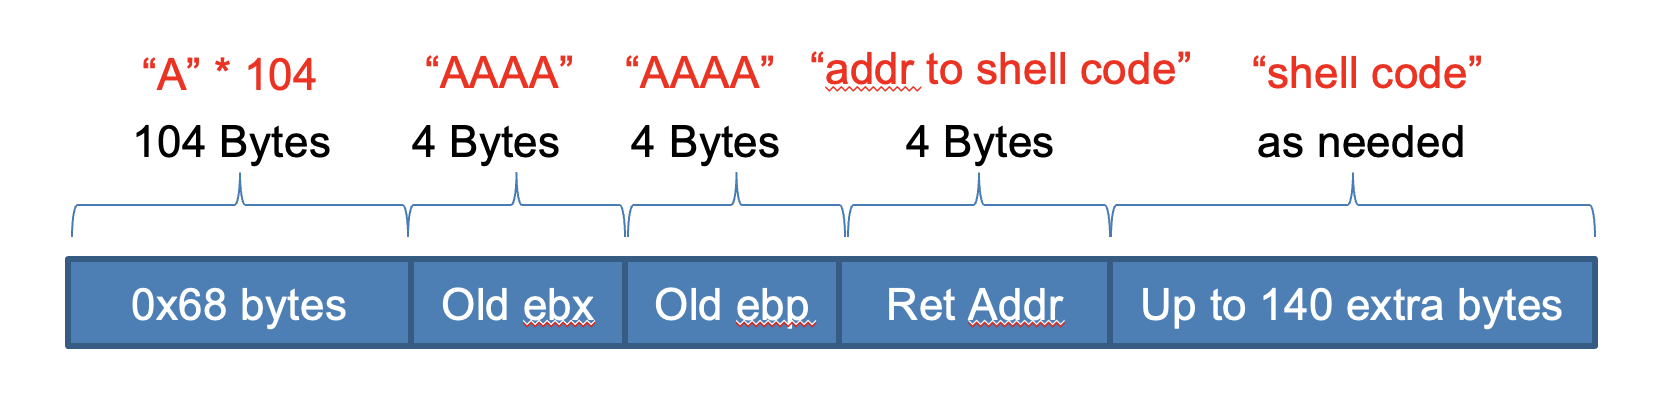 “A” * 104 “AAAA” “AAAA” “addr to shell code” “shell code”
104 Bytes 4 Bytes 4 Bytes 4 Bytes as needed
0x68 bytes Old ebx Old ebp Ret Addr Up to 140 extra bytes